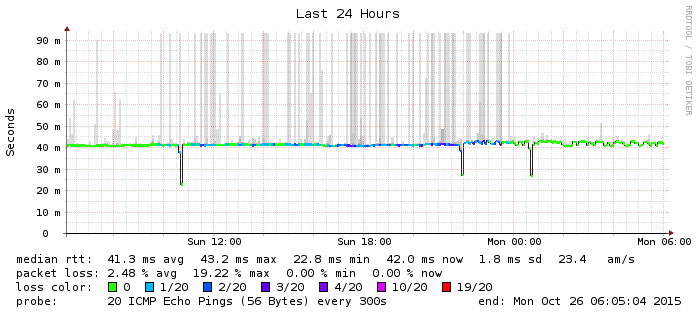 Last 24 Hours
RRDTOOL / TOBI OETIKER
Seconds
90 m
80 m
70 m
60 m
50 m
40 m
30 m
20 m
10 m
0
Sun 12:00 Sun 18:00 Mon 00:00 Mon 06:00
median rtt: 41.3 ms avg 43.2 ms max 22.8 ms min 42.0 ms now 1.8 ms sd 23.4 am/s
packet loss: 2.48 % avg 19.22 % max 0.00 % min 0.00 % now
loss color: 0 1/20 2/20 3/20 4/20 10/20 19/20
probe: 20 ICMP Echo Pings (56 Bytes) every 300s end: Mon Oct 26 06:05:04 2015